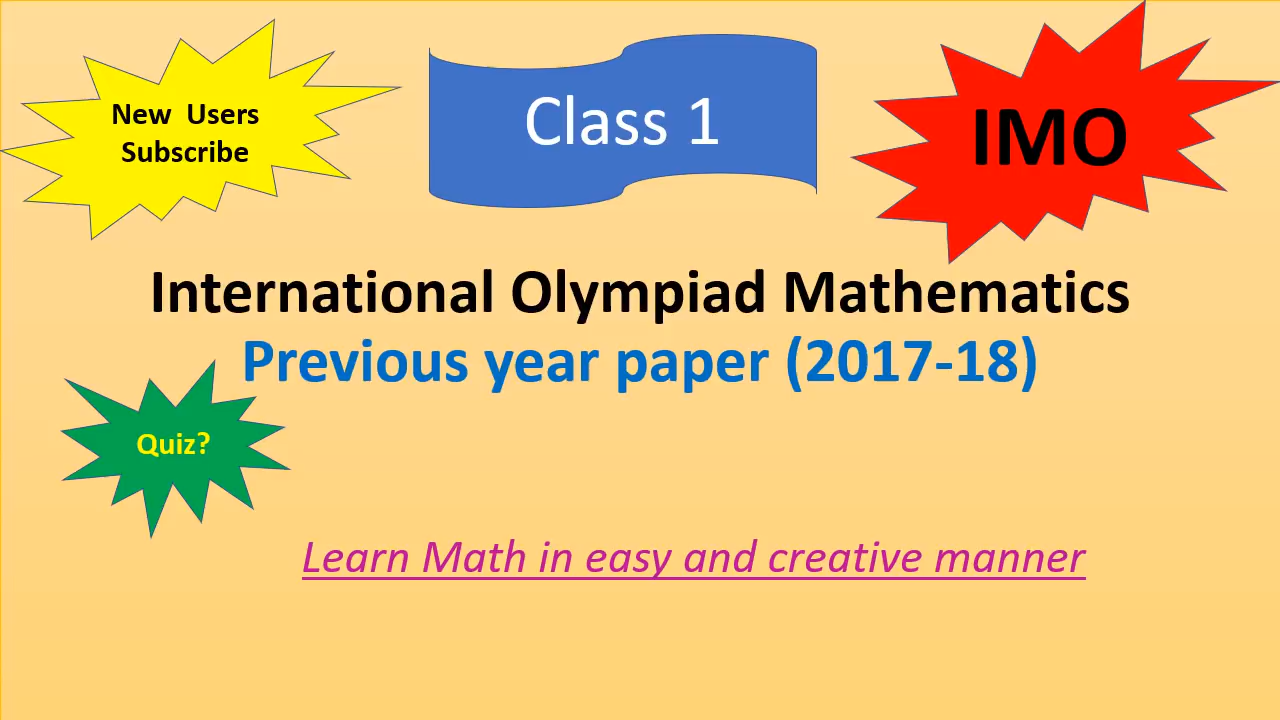 New Users
Subscribe
Class 1
IMO
International Olympiad Mathematics
Previous year paper (2017-18)
Quiz?
Learn Math in easy and creative manner